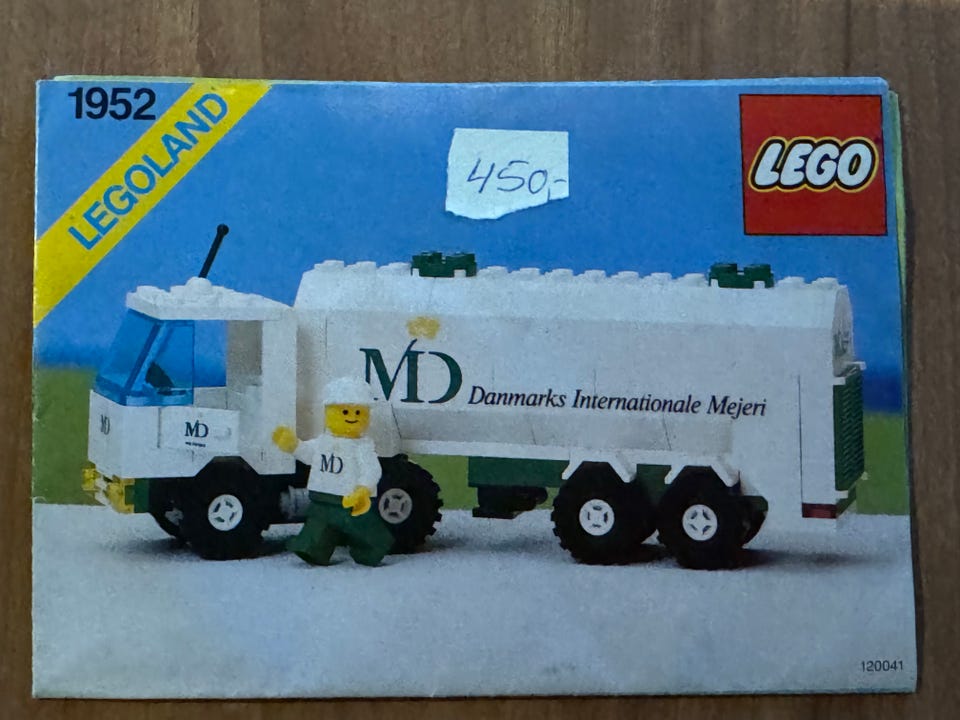 1952
LEGOLAND
450,-
LEGO
MD
Danmarks Internationale Mejeri
MD
MD
MD
120041